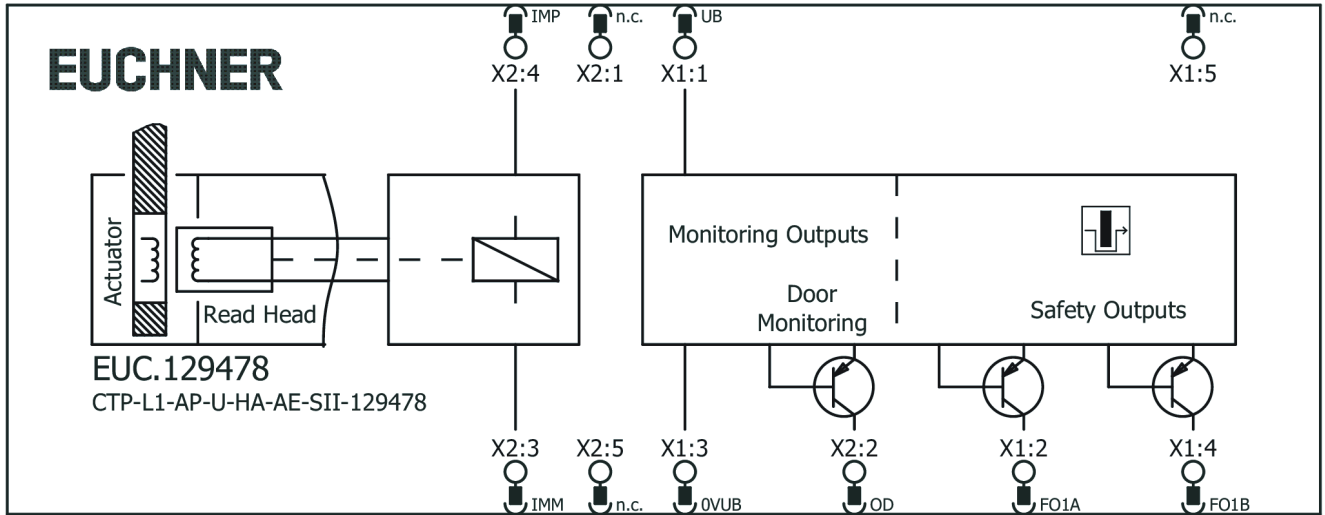 IMP
n.c.
UB
n.c.
X2:4
X2:1
X1:1
X1:5
EUCHNER
Actuator
Read Head
Monitoring Outputs
Door
Monitoring
Safety Outputs
EUC.129478
CTP-L1-AP-U-HA-AE-SII-129478
X2:3
X2:5
X1:3
X2:2
X1:2
X1:4
IMM
n.c.
0VUB
OD
FO1A
FO1B